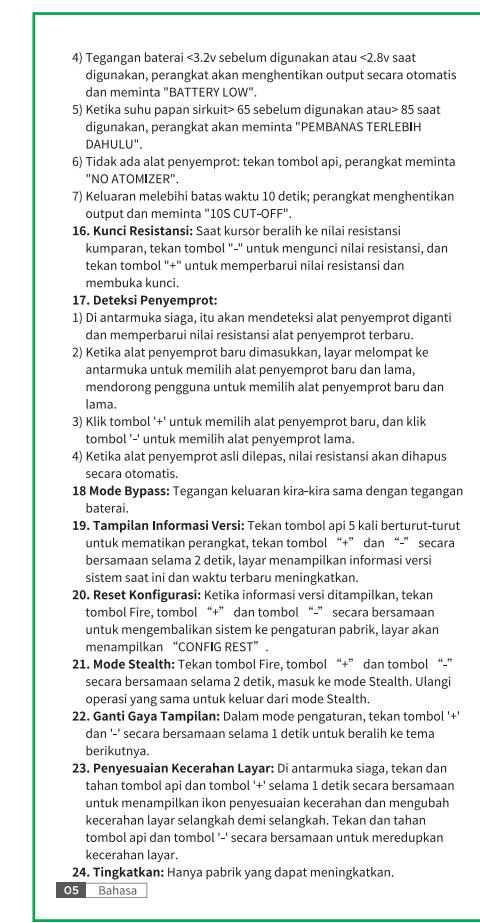 4) Tegangan baterai <3.2v sebelum digunakan atau <2.8v saat
digunakan, perangkat akan menghentikan output secara otomatis
dan meminta "BATTERY LOW".
5) Ketika suhu papan sirkuit> 65 sebelum digunakan atau> 85 saat
digunakan, perangkat akan meminta "PEMBANAS TERLEBIH
DAHULU".
6) Tidak ada alat penyemprot: tekan tombol api, perangkat meminta
"NO ATOMIZER".
7) Keluaran melebihi batas waktu 10 detik; perangkat menghentikan
output dan meminta "10S CUT-OFF".
16. Kunci Resistansi: Saat kursor beralih ke nilai resistansi
kumparan, tekan tombol "-" untuk mengunci nilai resistansi, dan
tekan tombol "+" untuk memperbarui nilai resistansi dan
membuka kunci.
17. Deteksi Penyemprot:
1) Di antarmuka siaga, itu akan mendeteksi alat penyemprot diganti
dan memperbarui nilai resistansi alat penyemprot terbaru.
2) Ketika alat penyemprot baru dimasukkan, layar melompat ke
antarmuka untuk memilih alat penyemprot baru dan lama,
mendorong pengguna untuk memilih alat penyemprot baru dan
lama.
3) Klik tombol '+' untuk memilih alat penyemprot baru, dan klik
tombol '-' untuk memilih alat penyemprot lama.
4) Ketika alat penyemprot asli dilepas, nilai resistansi akan dihapus
secara otomatis.
18 Mode Bypass: Tegangan keluaran kira-kira sama dengan tegangan
baterai.
19. Tampilan Informasi Versi: Tekan tombol api 5 kali berturut-turut
untuk mematikan perangkat, tekan tombol “+” dan “-” secara
bersamaan selama 2 detik, layar menampilkan informasi versi
sistem saat ini dan waktu terbaru meningkatkan.
20. Reset Konfigurasi: Ketika informasi versi ditampilkan, tekan
tombol Fire, tombol “+” dan tombol “-” secara bersamaan
untuk mengembalikan sistem ke pengaturan pabrik, layar akan
menampilkan “CONFIG REST”.
21. Mode Stealth: Tekan tombol Fire, tombol “+” dan tombol “-”
secara bersamaan selama 2 detik, masuk ke mode Stealth. Ulangi
operasi yang sama untuk keluar dari mode Stealth.
22. Ganti Gaya Tampilan: Dalam mode pengaturan, tekan tombol '+'
dan '-' secara bersamaan selama 1 detik untuk beralih ke tema
berikutnya.
23. Penyesuaian Kecerahan Layar: Di antarmuka siaga, tekan dan
tahan tombol api dan tombol '+' selama 1 detik secara bersamaan
untuk menampilkan ikon penyesuaian kecerahan dan mengubah
kecerahan layar selangkah demi selangkah. Tekan dan tahan
tombol api dan tombol '-' secara bersamaan untuk meredupkan
kecerahan layar.
24. Tingkatkan: Hanya pabrik yang dapat meningkatkan.
05 Bahasa